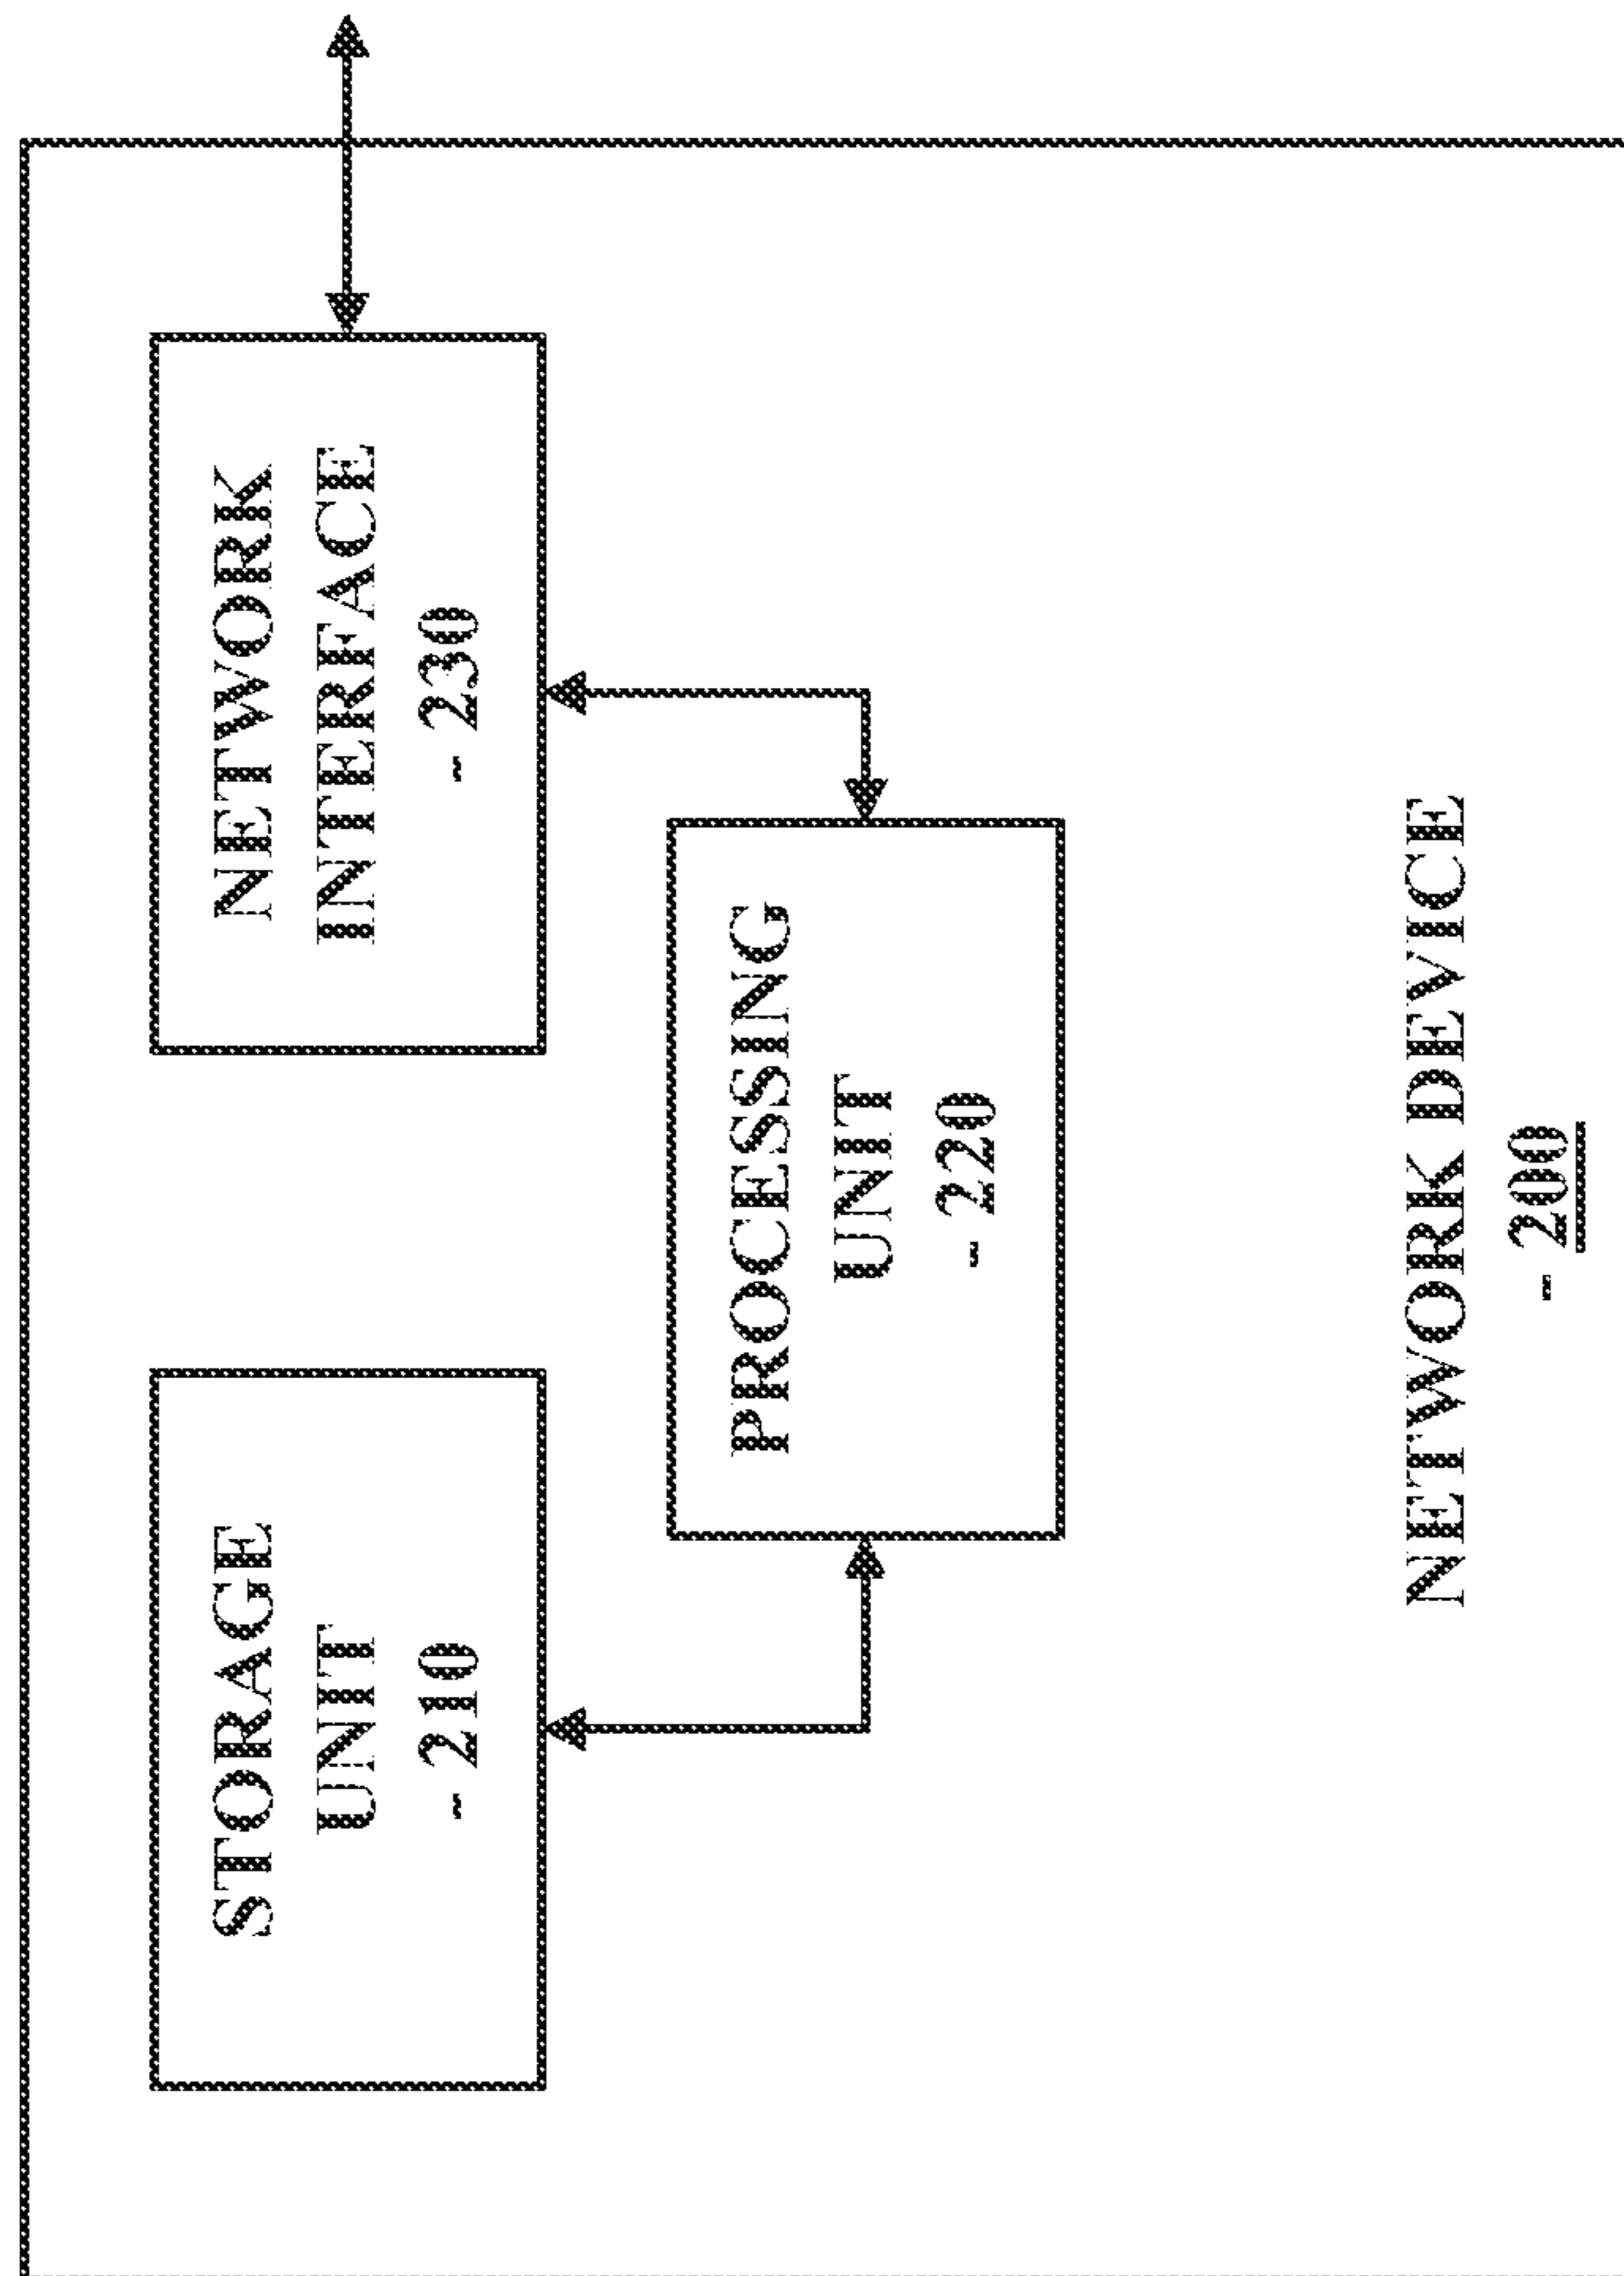 STORAGE
UNIT
- 210
NETWORK
INTERFACE
- 230
PROCESSING
UNIT
- 220
NETWORK DEVICE
- 200